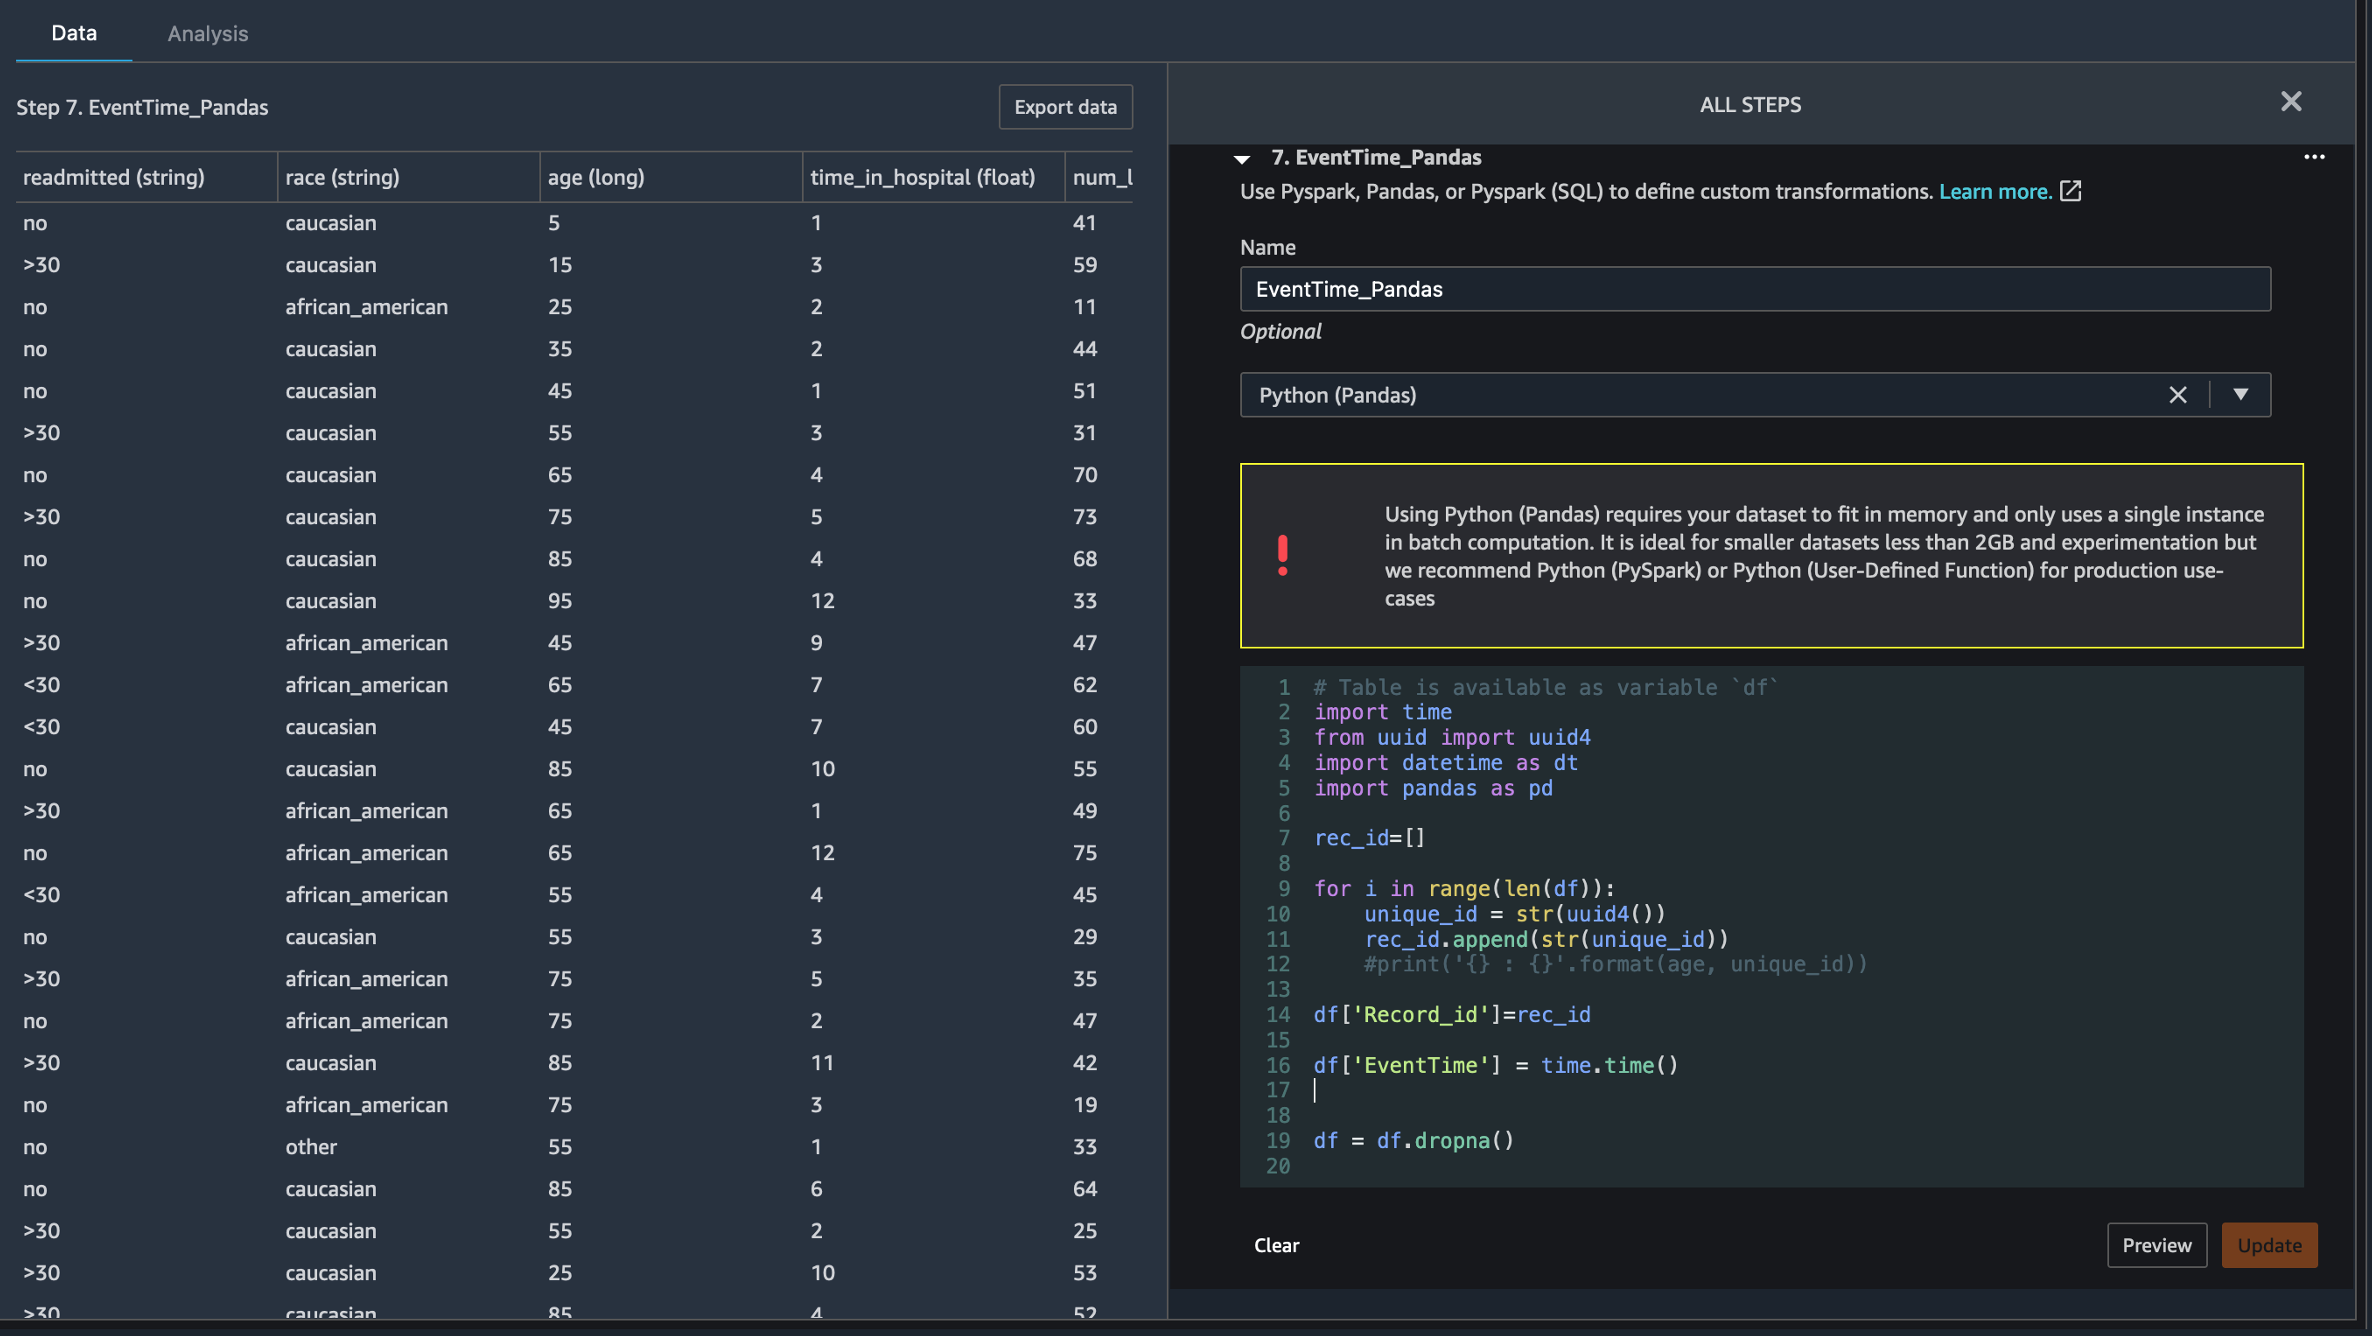 Data Analysis
Step 7. EventTime_Pandas Export data
readmitted (string) race (string) age (long) time_in_hospital (float) num_l
no caucasian 5 1 41
>30 caucasian 15 3 59
no african_american 25 2 11
no caucasian 35 2 44
no caucasian 45 1 51
>30 caucasian 55 3 31
no caucasian 65 4 70
>30 caucasian 75 5 73
no caucasian 85 4 68
no caucasian 95 12 33
>30 african_american 45 9 47
<30 african_american 65 7 62
<30 caucasian 45 7 60
no caucasian 85 10 55
>30 african_american 65 1 49
no african_american 65 12 75
<30 african_american 55 4 45
no caucasian 55 3 29
>30 african_american 75 5 35
no african_american 75 2 47
>30 caucasian 85 11 42
no african_american 75 3 19
no other 55 1 33
no caucasian 85 6 64
>30 caucasian 55 2 25
>30 caucasian 25 10 53
>30 caucasian 85 4 52
ALL STEPS
7. EventTime_Pandas
Use Pyspark, Pandas, or Pyspark (SQL) to define custom transformations. Learn more.
Name
EventTime_Pandas
Optional
Python (Pandas)
Using Python (Pandas) requires your dataset to fit in memory and only uses a single instance
in batch computation. It is ideal for smaller datasets less than 2GB and experimentation but
we recommend Python (PySpark) or Python (User-Defined Function) for production use-
cases
1 # Table is available as variable `df`
2 import time
3 from uuid import uuid4
4 import datetime as dt
5 import pandas as pd
6
7 rec_id=[]
8
9 for i in range(len(df)):
10     unique_id = str(uuid4())
11     rec_id.append(str(unique_id))
12     #print('{} : {}'.format(age, unique_id))
13
14 df['Record_id']=rec_id
15
16 df['EventTime'] = time.time()
17
18
19 df = df.dropna()
20
Clear Preview Update